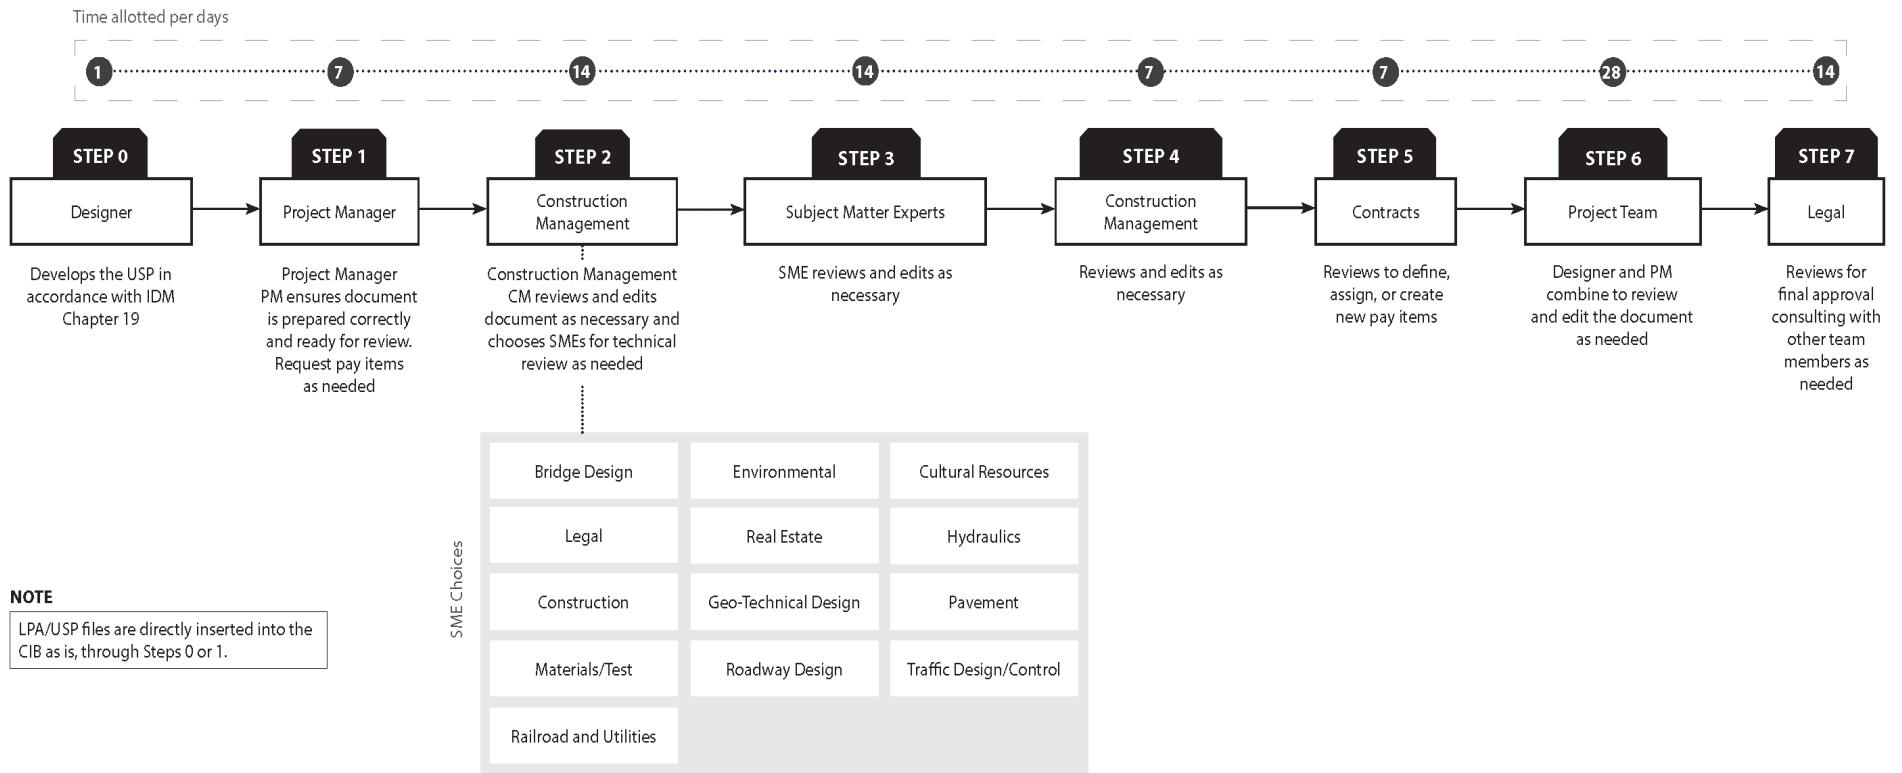 Time allotted per days
1 7 14 14 7 7 28 14
STEP 0
Designer
Develops the USP in
accordance with IDM
Chapter 19
STEP 1
Project Manager
Project Manager
PM ensures document
is prepared correctly
and ready for review.
Request pay items
as needed
STEP 2
Construction
Management
Construction Management
CM reviews and edits
document as necessary and
chooses SMEs for technical
review as needed
STEP 3
Subject Matter Experts
SME reviews and edits as
necessary
STEP 4
Construction
Management
Reviews and edits as
necessary
STEP 5
Contracts
Reviews to define,
assign, or create
new pay items
STEP 6
Project Team
Designer and PM
combine to review
and edit the document
as needed
STEP 7
Legal
Reviews for
final approval
consulting with
other team
members as
needed
SME Choices
Bridge Design
Environmental
Cultural Resources
Legal
Real Estate
Hydraulics
Construction
Geo-Technical Design
Pavement
Materials/Test
Roadway Design
Traffic Design/Control
Railroad and Utilities
NOTE
LPA/USP files are directly inserted into the
CIB as is, through Steps 0 or 1.